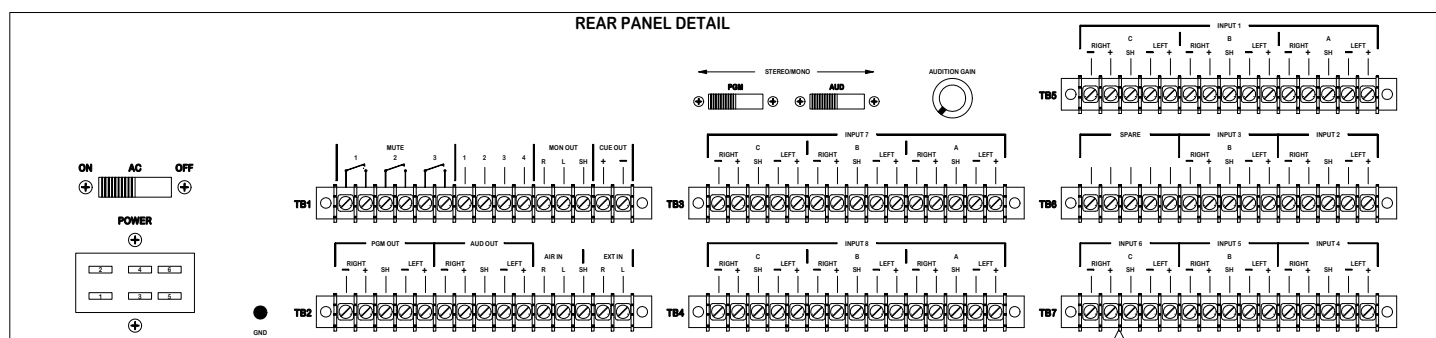 REAR PANEL DETAIL
INPUT 1
C B A
RIGHT LEFT RIGHT LEFT RIGHT LEFT
− + SH − + − + SH − + − + SH − +
TB5
STEREO/MONO
PGM AUD
AUDITION GAIN
ON AC OFF
POWER
2 4 6
1 3 5
GND
MUTE MON OUT CUE OUT
1 2 3 1 2 3 4 R L SH + −
TB1
INPUT 7
C B A
RIGHT LEFT RIGHT LEFT RIGHT LEFT
− + SH − + − + SH − + − + SH − +
TB3
SPARE INPUT 3 INPUT 2
B
RIGHT LEFT RIGHT LEFT
− + SH − + − + SH − +
TB6
PGM OUT AUD OUT AIR IN EXT IN
RIGHT LEFT RIGHT LEFT
− + SH − + − + SH − + R L SH R L
TB2
INPUT 8
C B A
RIGHT LEFT RIGHT LEFT RIGHT LEFT
− + SH − + − + SH − + − + SH − +
TB4
INPUT 6 INPUT 5 INPUT 4
C B
RIGHT LEFT RIGHT LEFT RIGHT LEFT
− + SH − + − + SH − + − + SH − +
TB7